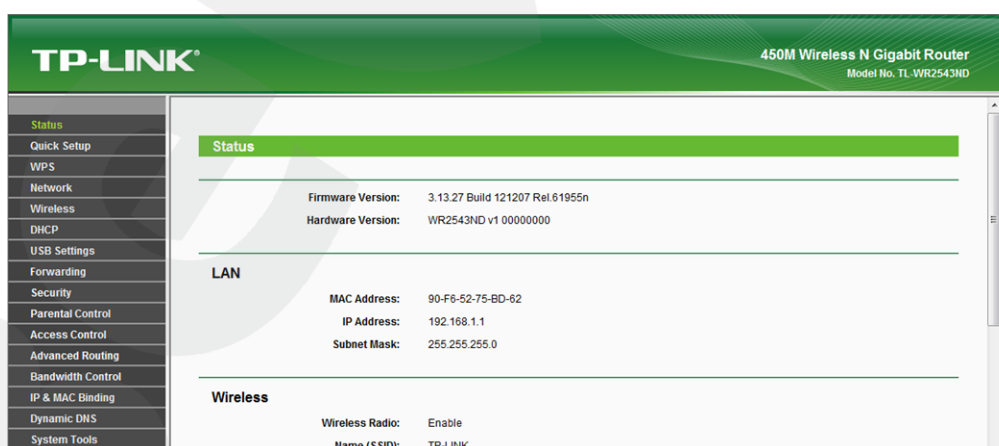 TP-LINK®
450M Wireless N Gigabit Router
Model No. TL-WR2543ND
Status
Quick Setup
WPS
Network
Wireless
DHCP
USB Settings
Forwarding
Security
Parental Control
Access Control
Advanced Routing
Bandwidth Control
IP & MAC Binding
Dynamic DNS
System Tools
Status
Firmware Version: 3.13.27 Build 121207 Rel.61955n
Hardware Version: WR2543ND v1 00000000
LAN
MAC Address: 90-F6-52-75-BD-62
IP Address: 192.168.1.1
Subnet Mask: 255.255.255.0
Wireless
Wireless Radio: Enable
Name (SSID): TP-LINK